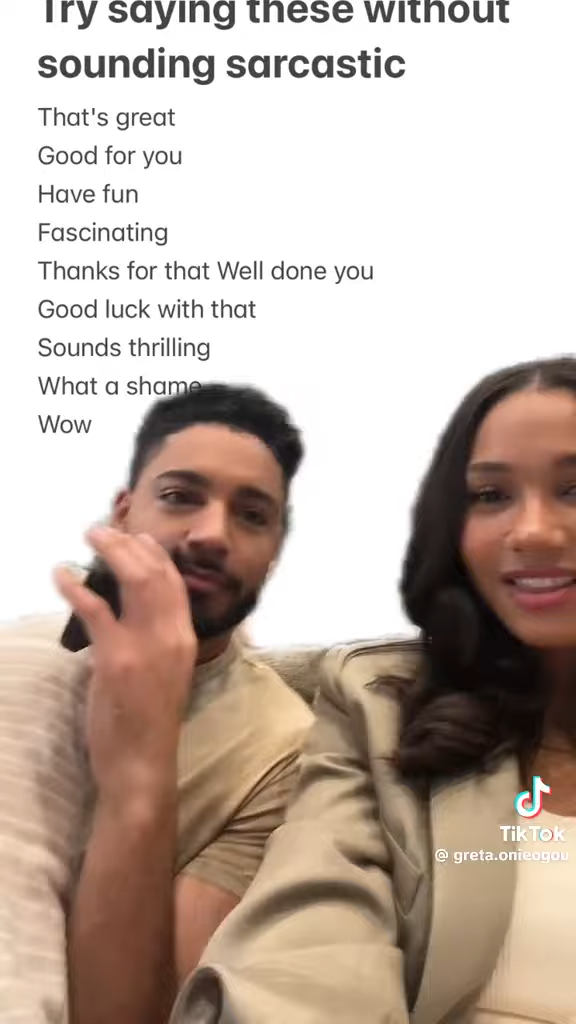 Try saying these without
sounding sarcastic
That's great
Good for you
Have fun
Fascinating
Thanks for that Well done you
Good luck with that
Sounds thrilling
What a shame
Wow
TikTok
@ greta.onieogou